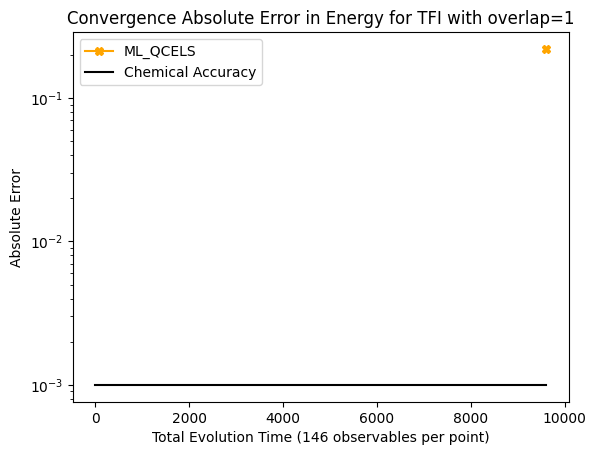 Convergence Absolute Error in Energy for TFI with overlap=1
ML_QCELS
Chemical Accuracy
10⁻¹
10⁻²
10⁻³
Absolute Error
0 2000 4000 6000 8000 10000
Total Evolution Time (146 observables per point)